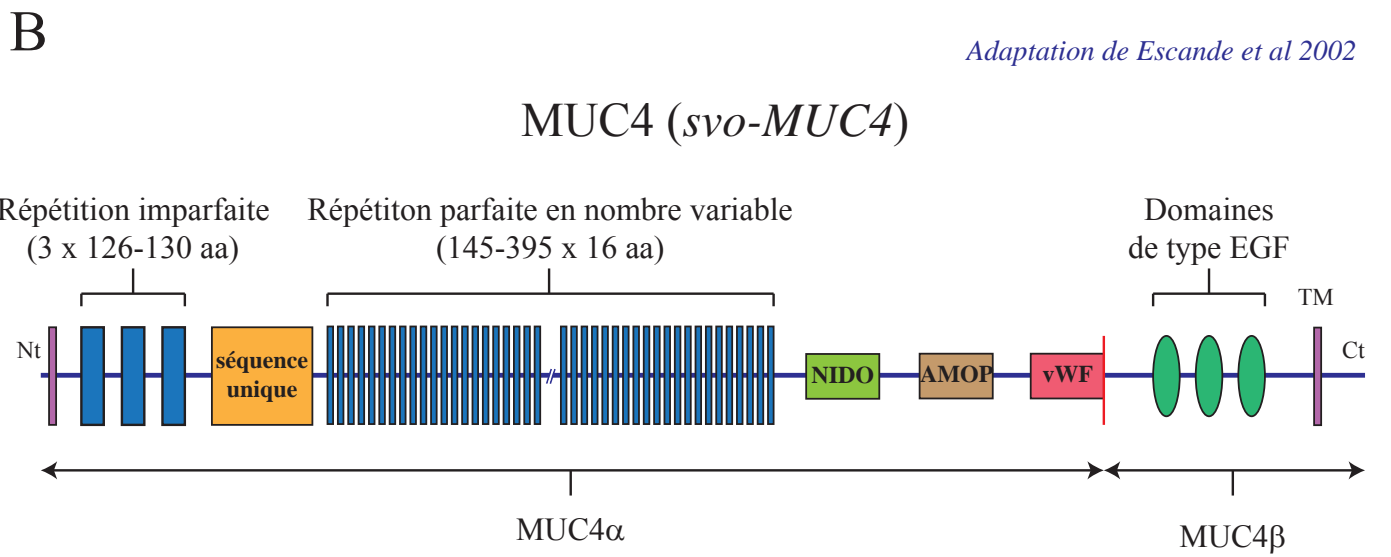 B
Adaptation de Escande et al 2002
MUC4 (svo-MUC4)
Répétition imparfaite
(3 x 126-130 aa)
Répétiton parfaite en nombre variable
(145-395 x 16 aa)
Domaines
de type EGF
TM
Nt
séquence
unique
//
NIDO
AMOP
vWF
Ct
MUC4α
MUC4β